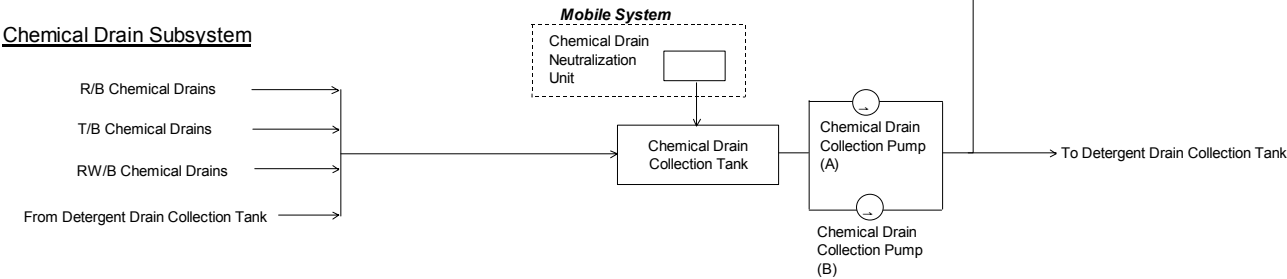 Mobile System
Chemical Drain Subsystem
Chemical Drain
Neutralization
Unit
R/B Chemical Drains
T/B Chemical Drains
RW/B Chemical Drains
From Detergent Drain Collection Tank
Chemical Drain
Collection Tank
Chemical Drain
Collection Pump
(A)
To Detergent Drain Collection Tank
Chemical Drain
Collection Pump
(B)